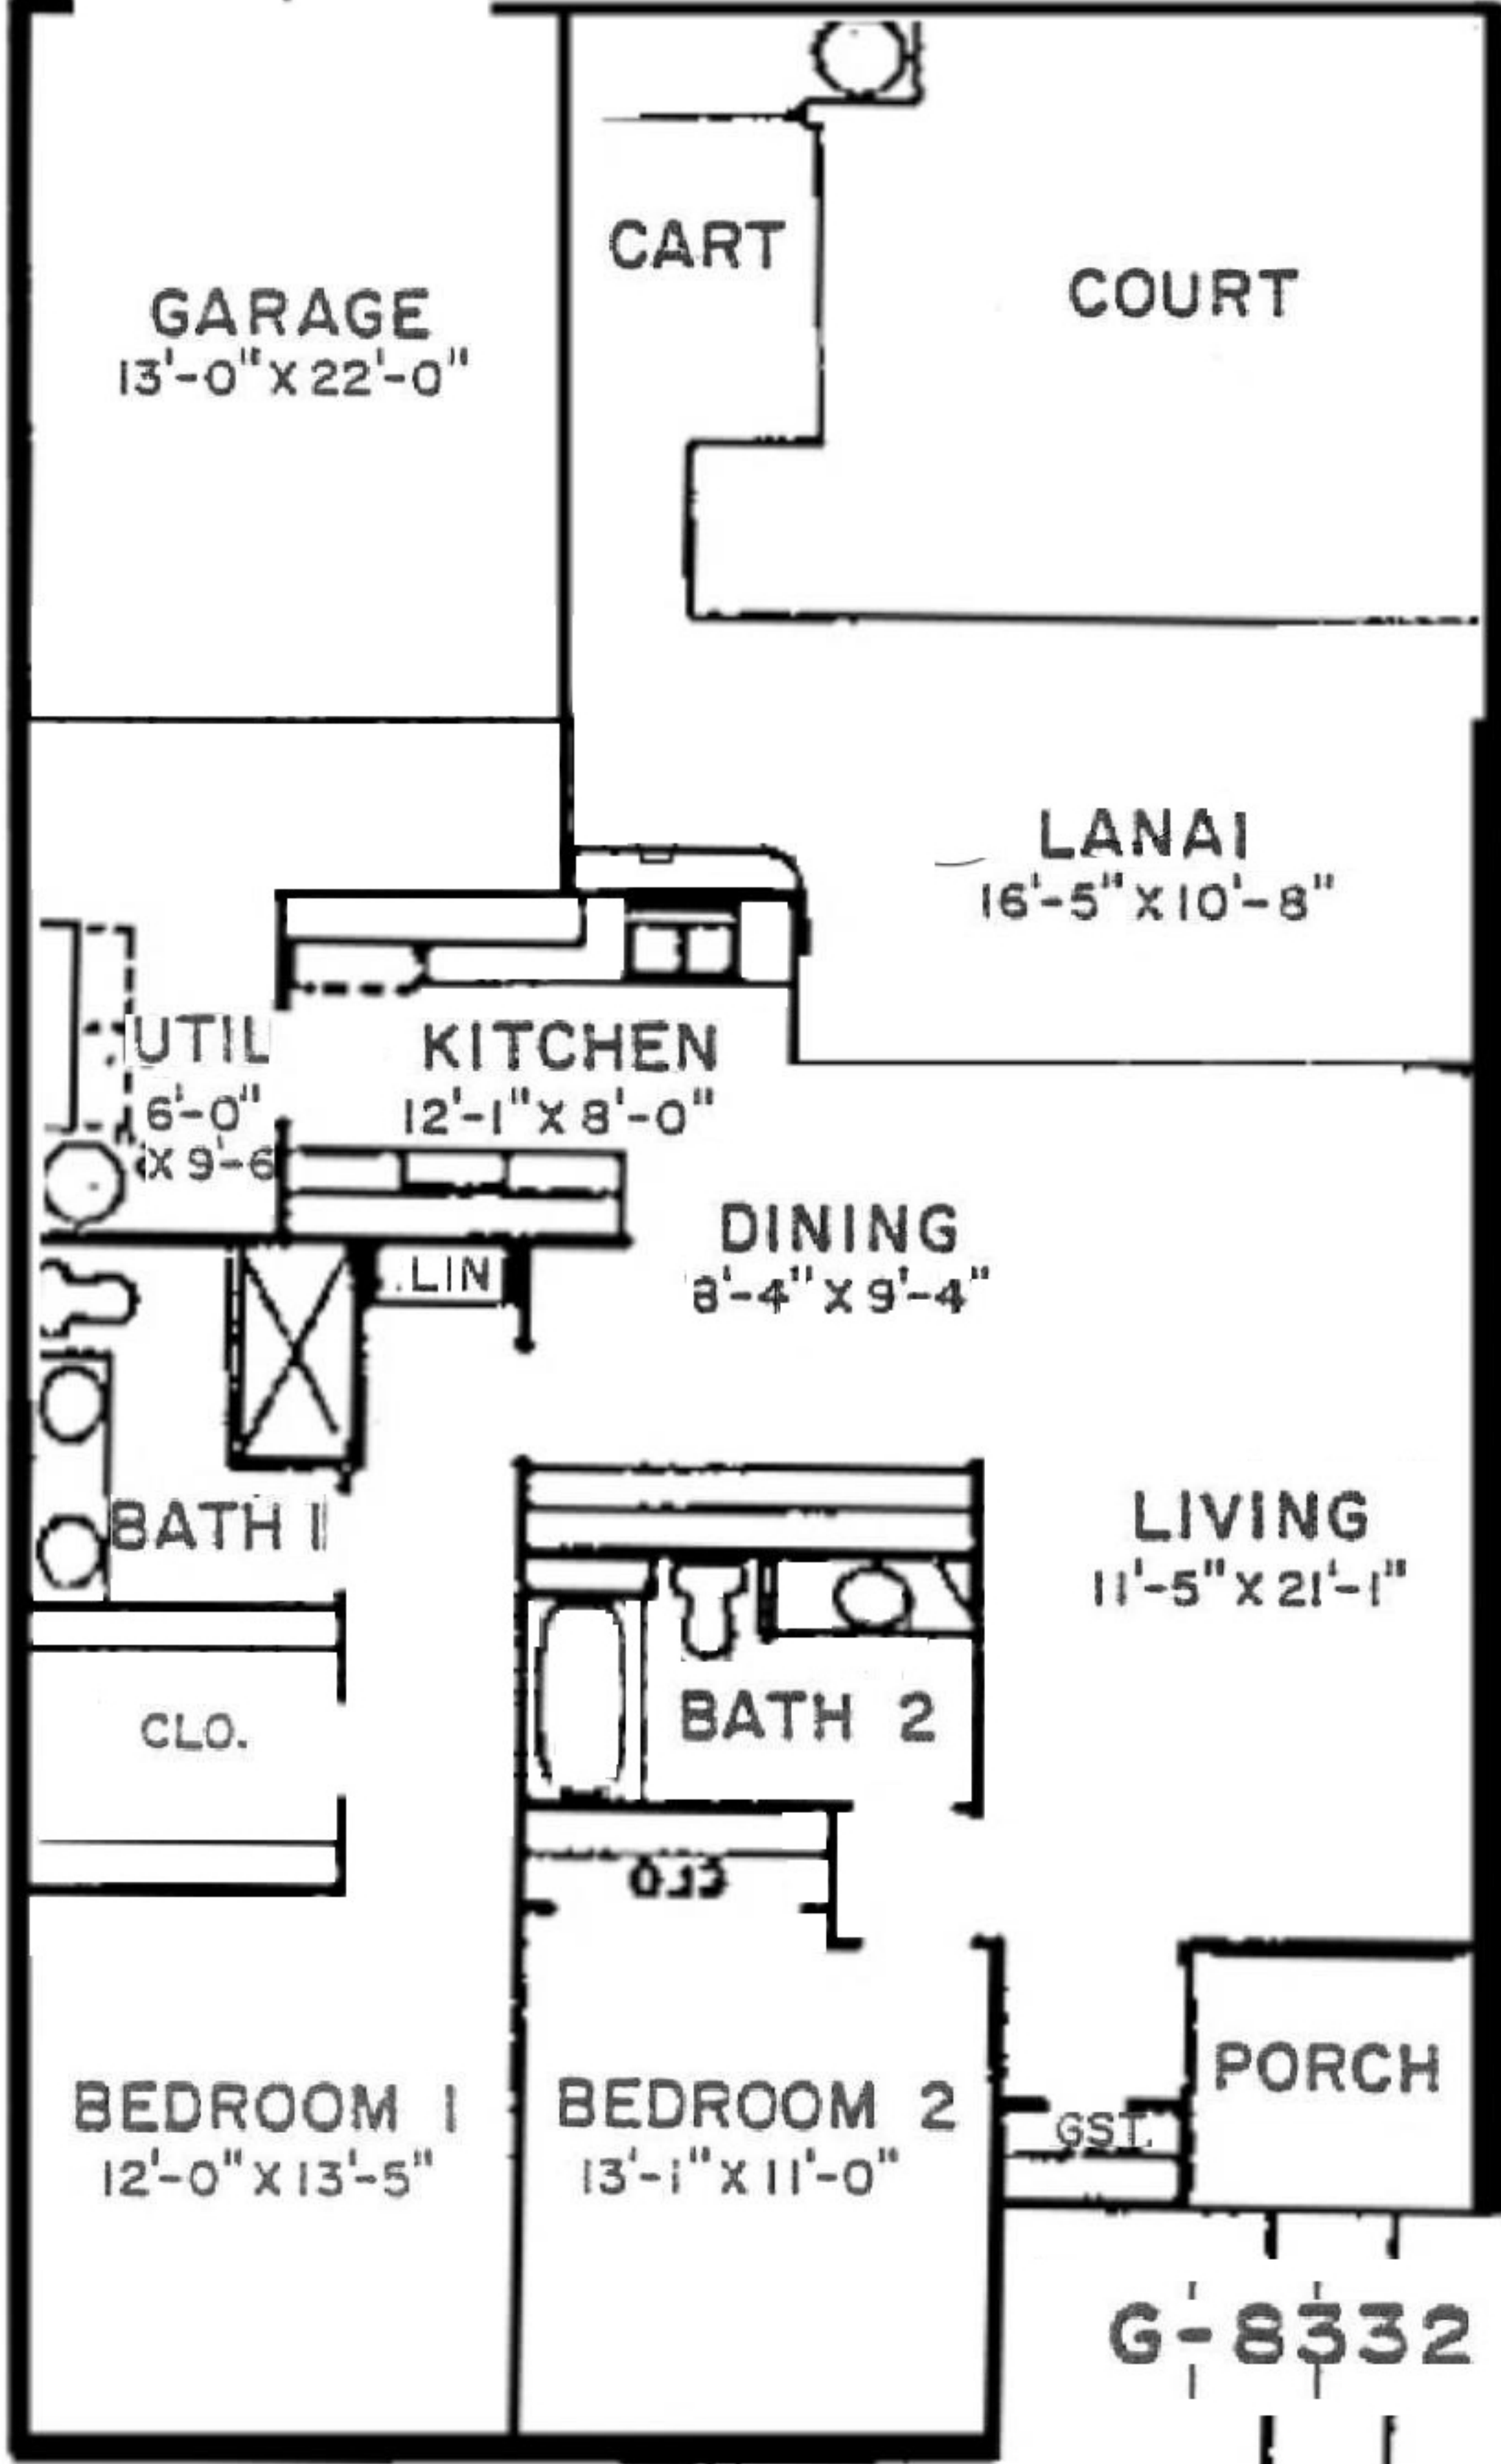 CART
COURT
GARAGE
13'-0" X 22'-0"
LANAI
16'-5" X 10'-8"
UTIL
6'-0"
X 9'-6
KITCHEN
12'-1" X 8'-0"
DINING
8'-4" X 9'-4"
LIN
BATH 1
LIVING
11'-5" X 21'-1"
CLO.
BATH 2
CLO
PORCH
BEDROOM 1
12'-0" X 13'-5"
BEDROOM 2
13'-1" X 11'-0"
GST.
G-8332